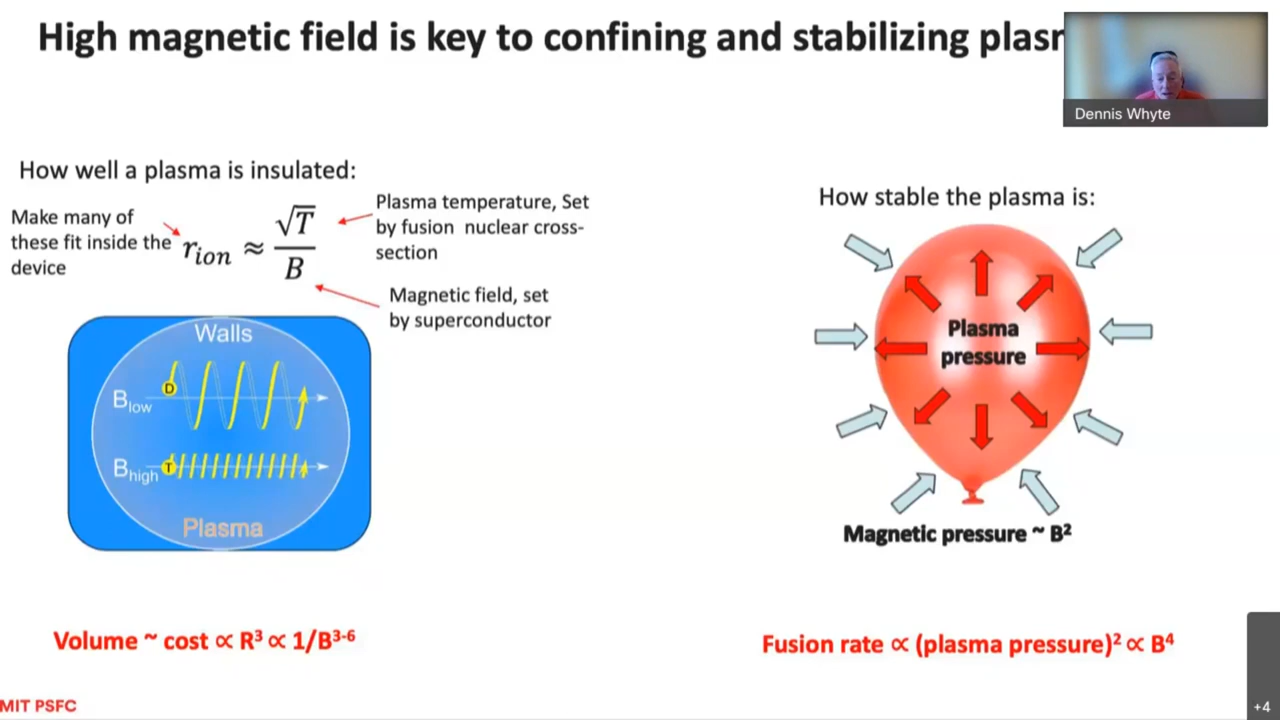 High magnetic field is key to confining and stabilizing
Dennis Whyte
How well a plasma is insulated:
Make many of
these fit inside the
device
r_ion ≈ √T / B
Plasma temperature, Set
by fusion nuclear cross-
section
Magnetic field, set
by superconductor
Walls
D
B_low
B_high
T
Plasma
How stable the plasma is:
Plasma
pressure
Magnetic pressure ~ B²
Volume ~ cost ∝ R³ ∝ 1/B³⁻⁶
Fusion rate ∝ (plasma pressure)² ∝ B⁴
MIT PSFC
+4